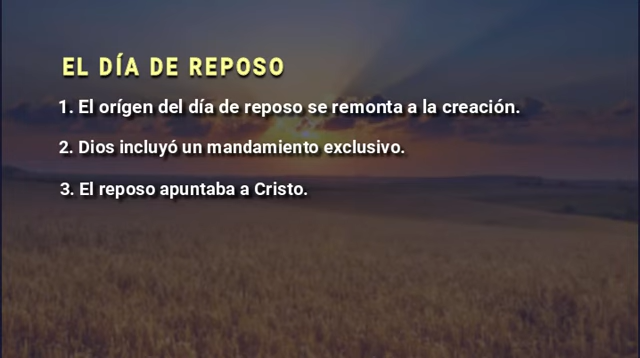 EL DÍA DE REPOSO
1. El orígen del día de reposo se remonta a la creación.
2. Dios incluyó un mandamiento exclusivo.
3. El reposo apuntaba a Cristo.